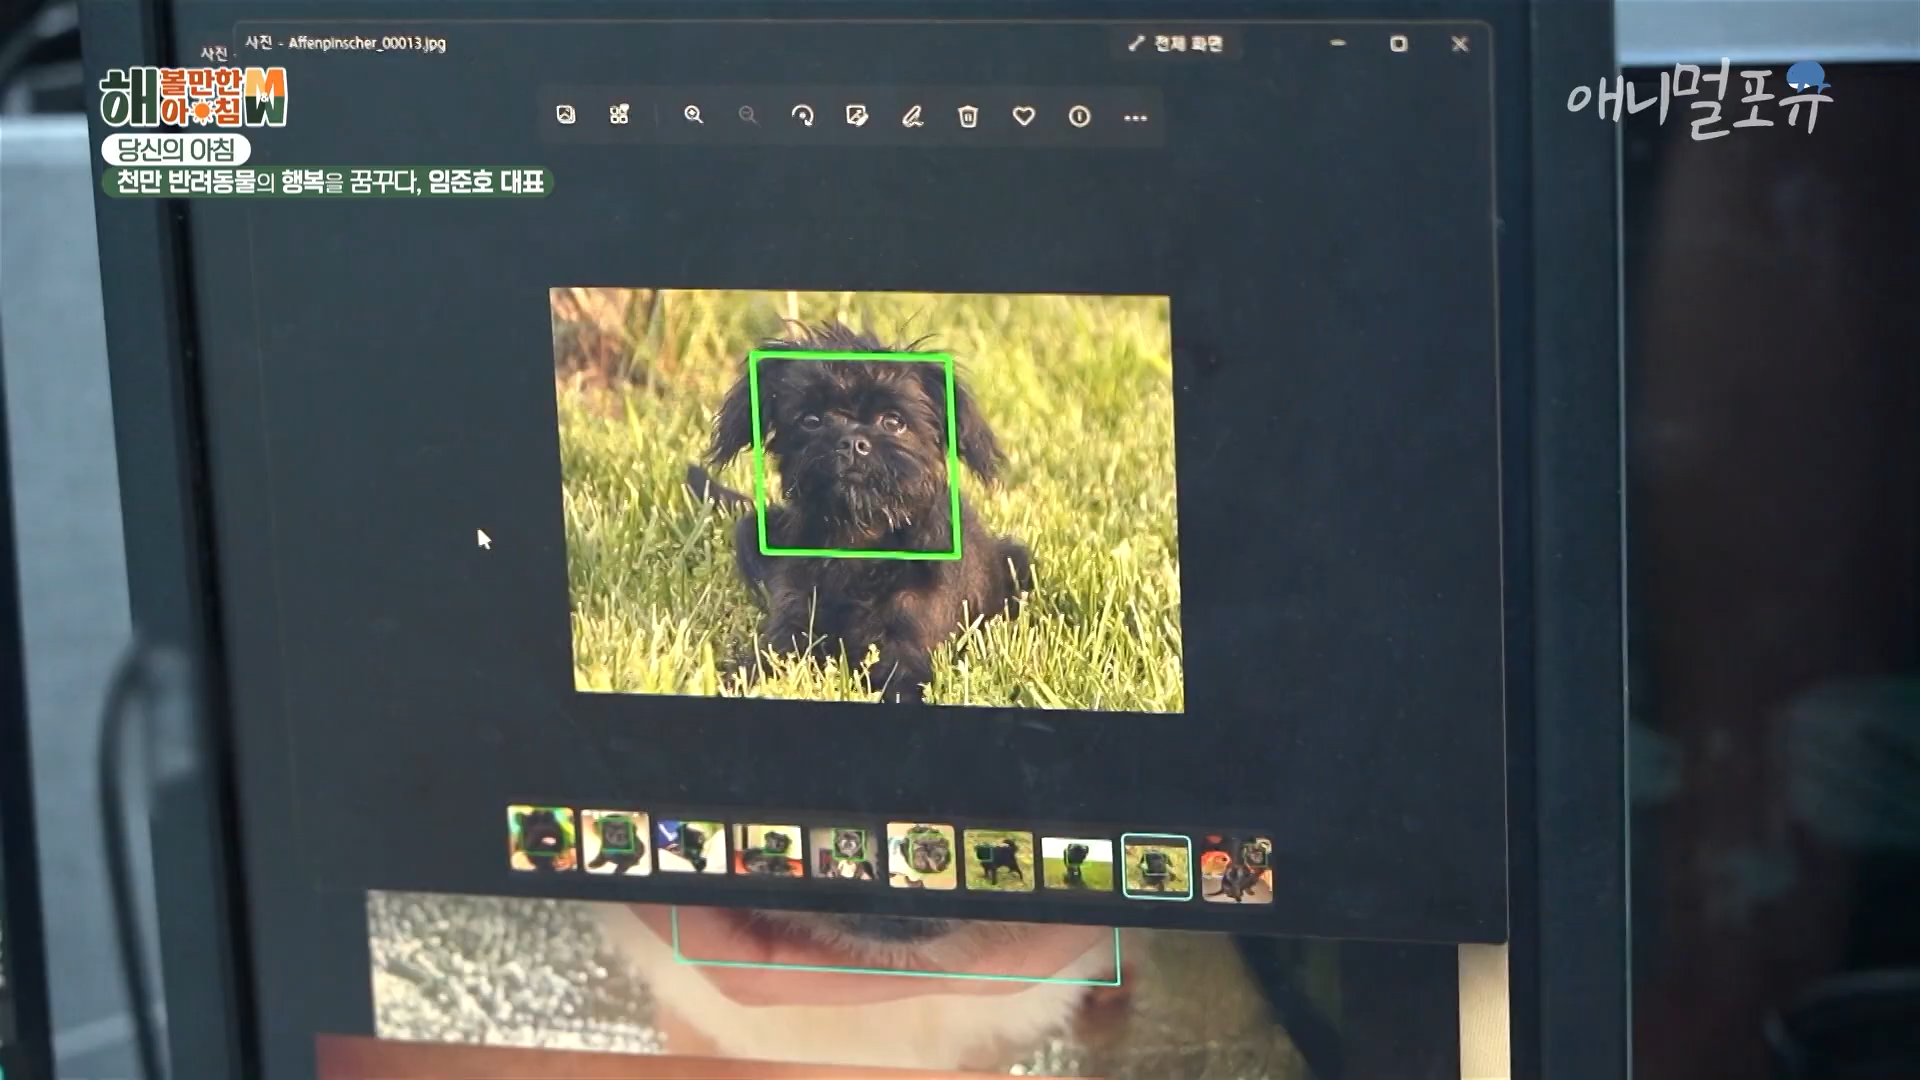 사진 - Affenpinscher_00013.jpg
전체 화면
사진 -
해볼만한아침 M&W
애니멀포유
당신의 아침
천만 반려동물의 행복을 꿈꾸다, 임준호 대표